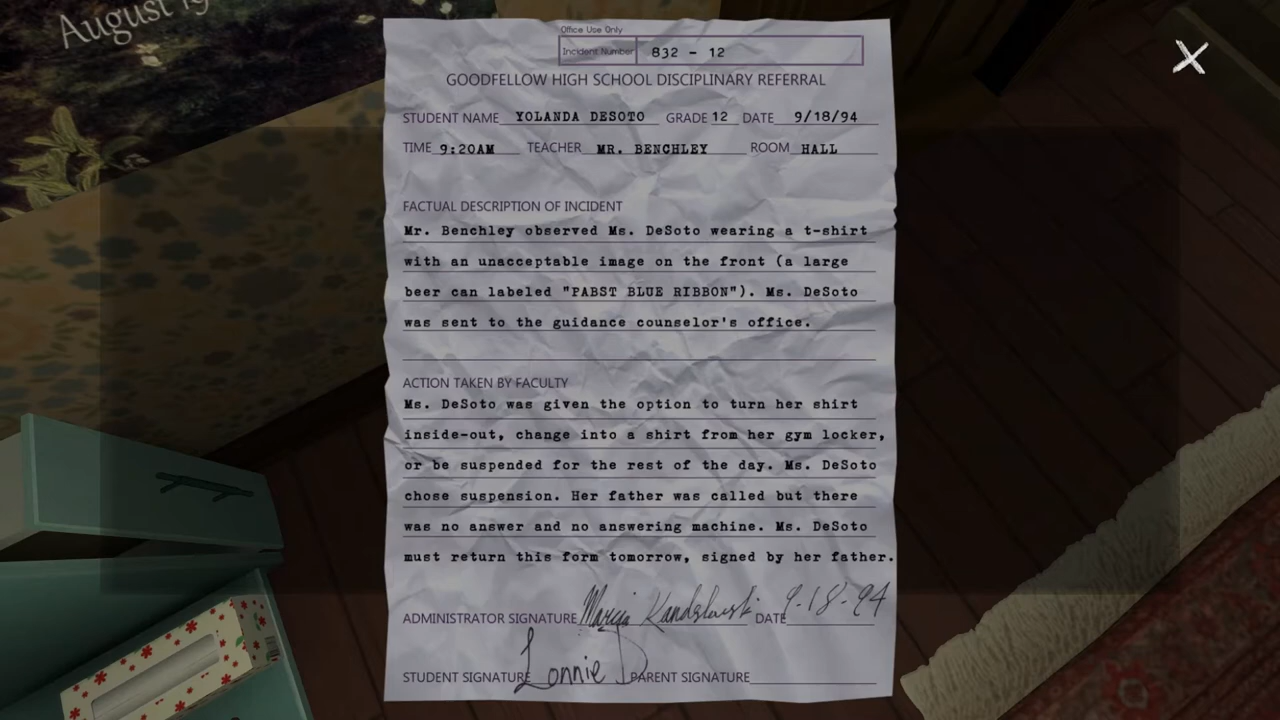 August 19
Office Use Only
Incident Number 832 - 12
GOODFELLOW HIGH SCHOOL DISCIPLINARY REFERRAL
STUDENT NAME YOLANDA DESOTO GRADE 12 DATE 9/18/94
TIME 9:20AM TEACHER MR. BENCHLEY ROOM HALL
FACTUAL DESCRIPTION OF INCIDENT
Mr. Benchley observed Ms. DeSoto wearing a t-shirt
with an unacceptable image on the front (a large
beer can labeled "PABST BLUE RIBBON"). Ms. DeSoto
was sent to the guidance counselor's office.
ACTION TAKEN BY FACULTY
Ms. DeSoto was given the option to turn her shirt
inside-out, change into a shirt from her gym locker,
or be suspended for the rest of the day. Ms. DeSoto
chose suspension. Her father was called but there
was no answer and no answering machine. Ms. DeSoto
must return this form tomorrow, signed by her father.
ADMINISTRATOR SIGNATURE DATE 9-18-94
STUDENT SIGNATURE Lonnie D PARENT SIGNATURE